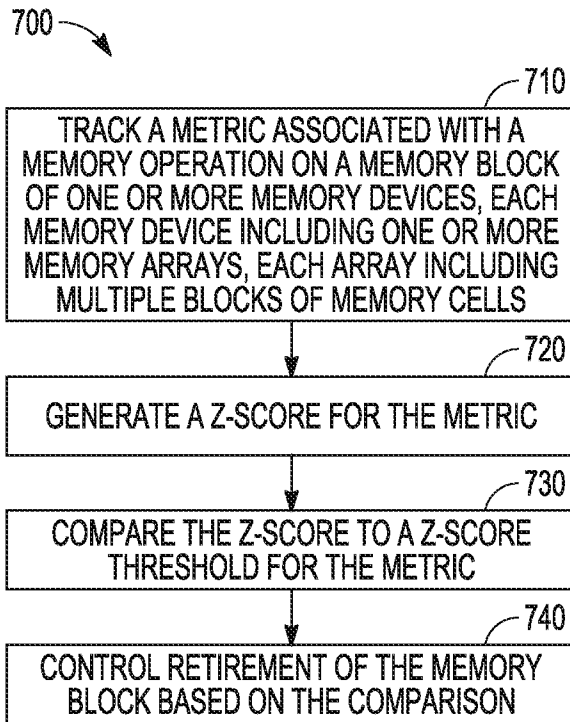 700
710
TRACK A METRIC ASSOCIATED WITH A
MEMORY OPERATION ON A MEMORY BLOCK
OF ONE OR MORE MEMORY DEVICES, EACH
MEMORY DEVICE INCLUDING ONE OR MORE
MEMORY ARRAYS, EACH ARRAY INCLUDING
MULTIPLE BLOCKS OF MEMORY CELLS
720
GENERATE A Z-SCORE FOR THE METRIC
730
COMPARE THE Z-SCORE TO A Z-SCORE
THRESHOLD FOR THE METRIC
740
CONTROL RETIREMENT OF THE MEMORY
BLOCK BASED ON THE COMPARISON